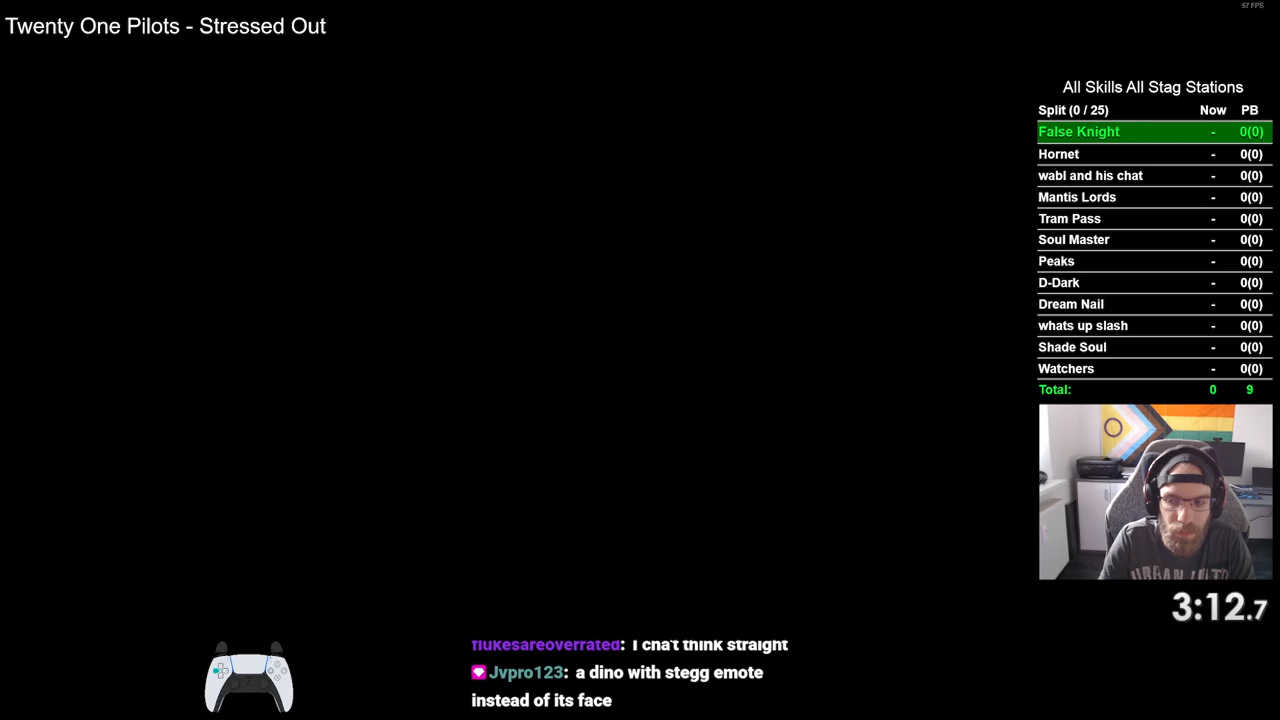 57 FPS
Twenty One Pilots - Stressed Out
All Skills All Stag Stations
Split (0 / 25) Now PB
False Knight - 0(0)
Hornet - 0(0)
wabl and his chat - 0(0)
Mantis Lords - 0(0)
Tram Pass - 0(0)
Soul Master - 0(0)
Peaks - 0(0)
D-Dark - 0(0)
Dream Nail - 0(0)
whats up slash - 0(0)
Shade Soul - 0(0)
Watchers - 0(0)
Total: 0 9
3:12.7
flukesareoverrated: I cna't think straight
Jvpro123: a dino with stegg emote
instead of its face